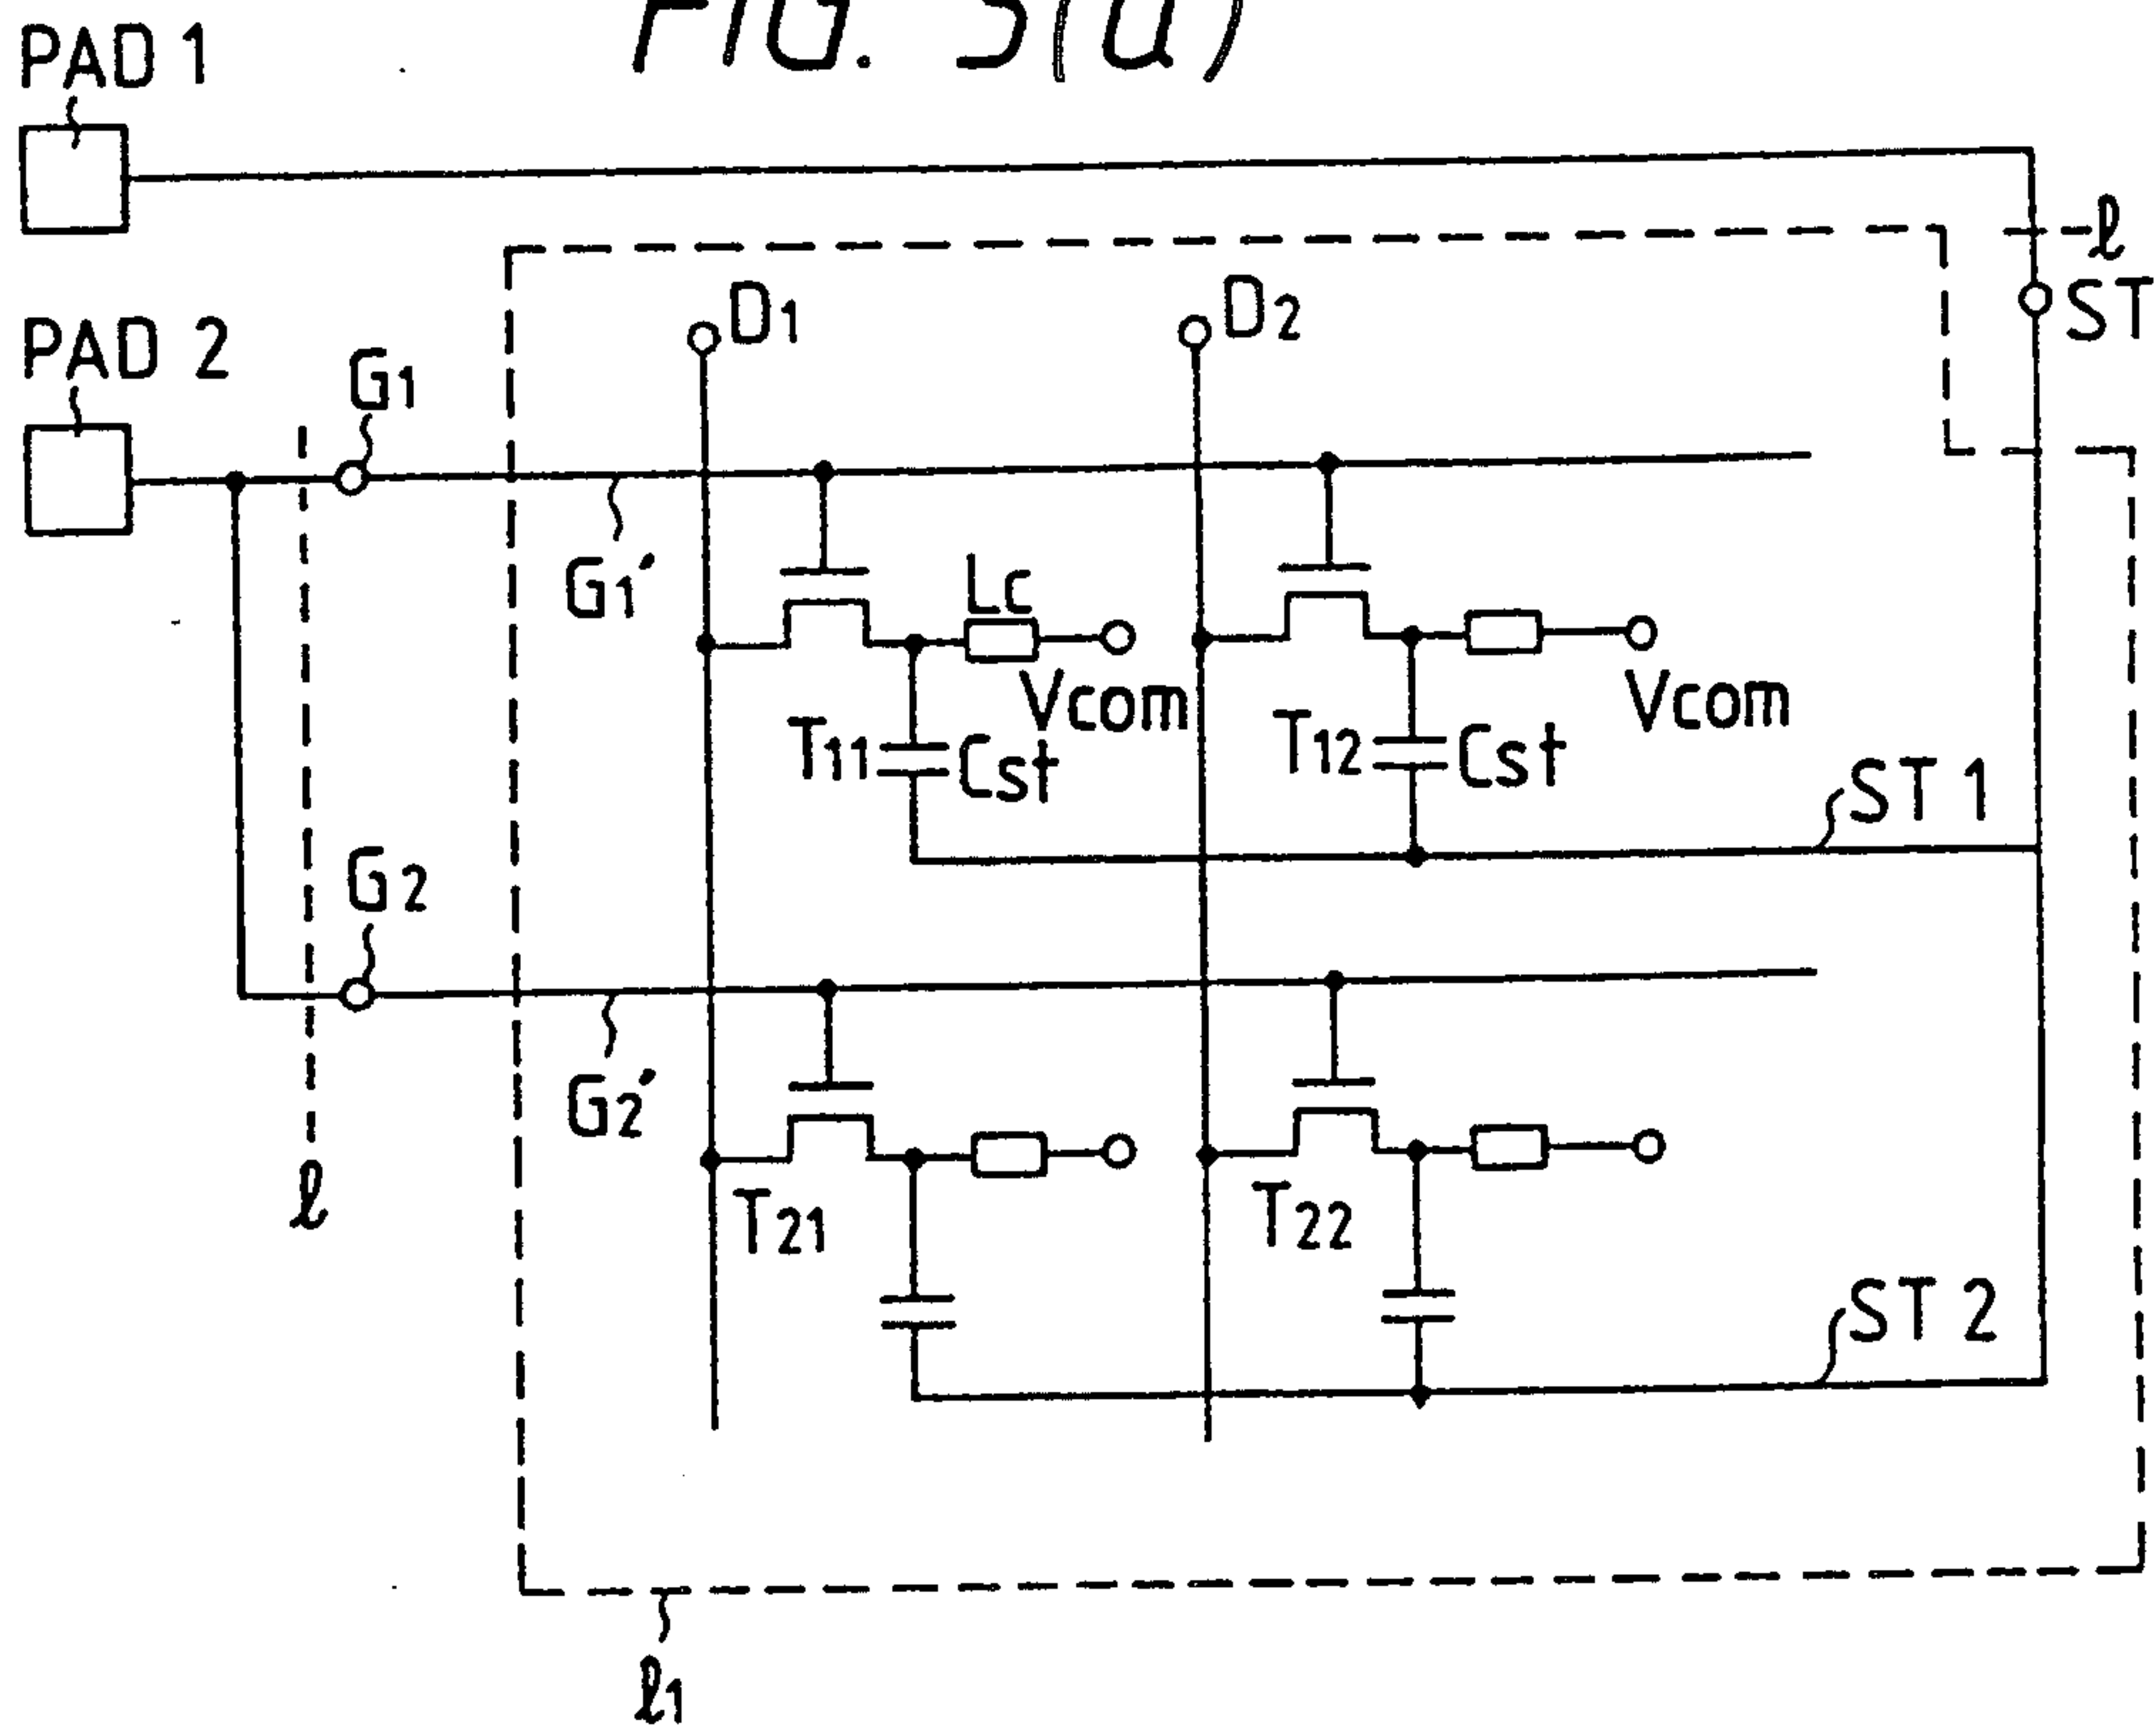 FIG. 3(a)
PAD 1
ℓ
ST
D1
D2
PAD 2
G1
G1′
Lc
Vcom
Vcom
T11
Cst
T12
Cst
ST 1
G2
G2′
ℓ
T21
T22
ST 2
ℓ1